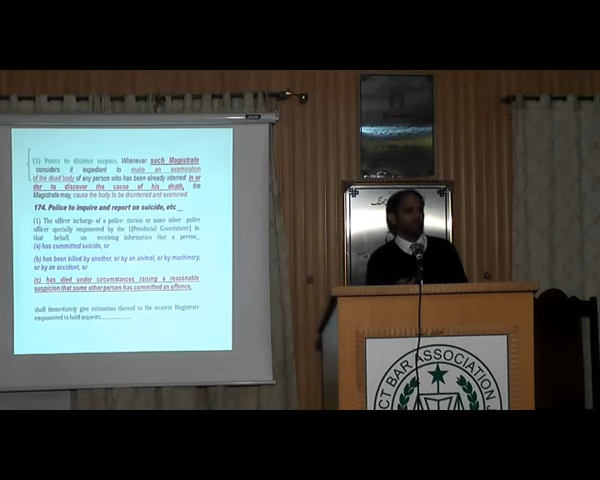 (2) Power to disinter corpses. Whenever such Magistrate
considers it expedient to make an examination
of the dead body of any person who has been already interred in or
der to discover the cause of his death, the
Magistrate may, cause the body to be disinterred and examined
174. Police to inquire and report on suicide, etc_
(1) The officer incharge of a police- station or some other police
officer specially empowered by the 1[Provincial Government] in
that behalf, on receiving information that a person_
(a) has committed suicide, or
(b) has been killed by another, or by an animal, or by machinery,
or by an accident, or
(c) has died under circumstances raising a reasonable
suspicion that some other person has committed an offence,
shall immediately give intimation thereof to the nearest Magistrate
empowered to hold inquests
CT BAR ASSOCIATION